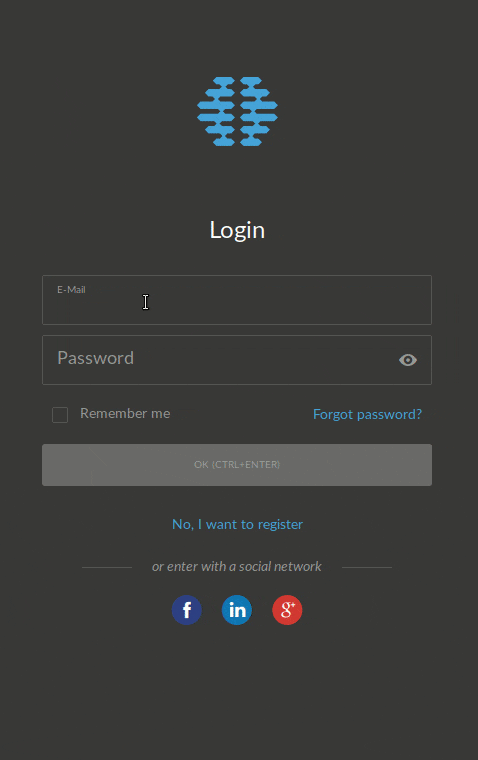 Login
E-Mail
Password
Remember me
Forgot password?
OK (CTRL+ENTER)
No, I want to register
or enter with a social network
f
in
g+